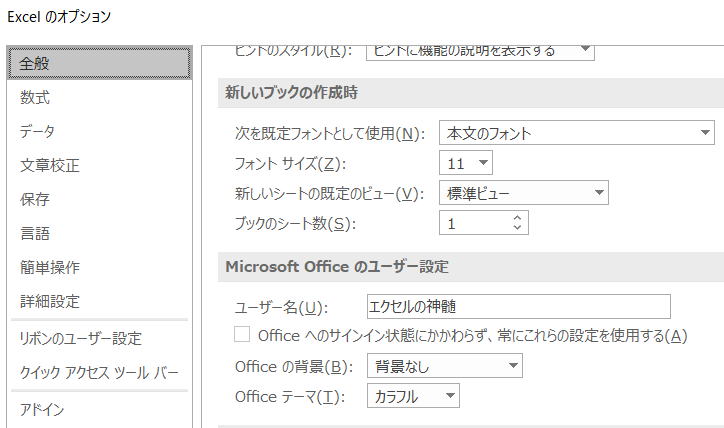 Excel のオプション
全般
数式
データ
文章校正
保存
言語
簡単操作
詳細設定
リボンのユーザー設定
クイック アクセス ツール バー
アドイン
ヒントのスタイル(R): ヒントに機能の説明を表示する
新しいブックの作成時
次を既定フォントとして使用(N): 本文のフォント
フォント サイズ(Z): 11
新しいシートの既定のビュー(V): 標準ビュー
ブックのシート数(S): 1
Microsoft Office のユーザー設定
ユーザー名(U): エクセルの神髄
Office へのサインイン状態にかかわらず、常にこれらの設定を使用する(A)
Office の背景(B): 背景なし
Office テーマ(T): カラフル